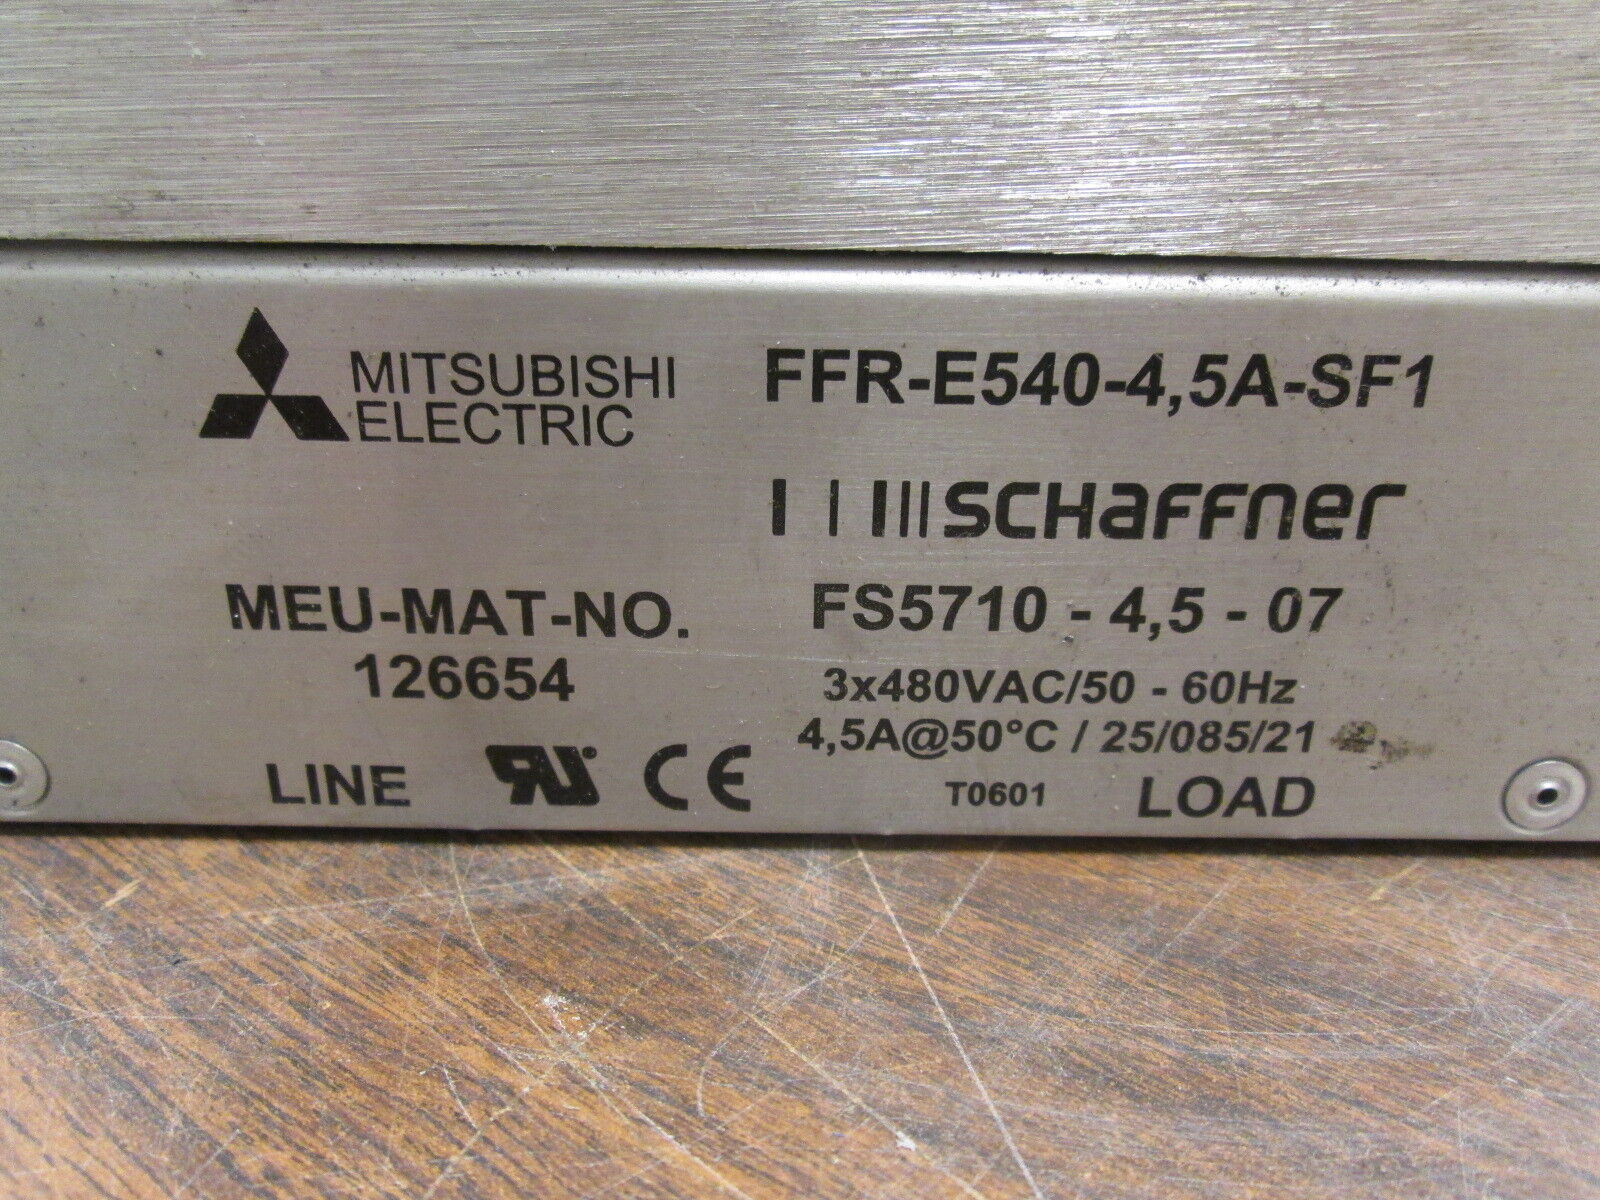 MITSUBISHI
ELECTRIC
FFR-E540-4,5A-SF1
SCHaFFner
MEU-MAT-NO.
126654
FS5710 - 4,5 - 07
3x480VAC/50 - 60Hz
4,5A@50°C / 25/085/21
LINE
RU
CE
T0601
LOAD